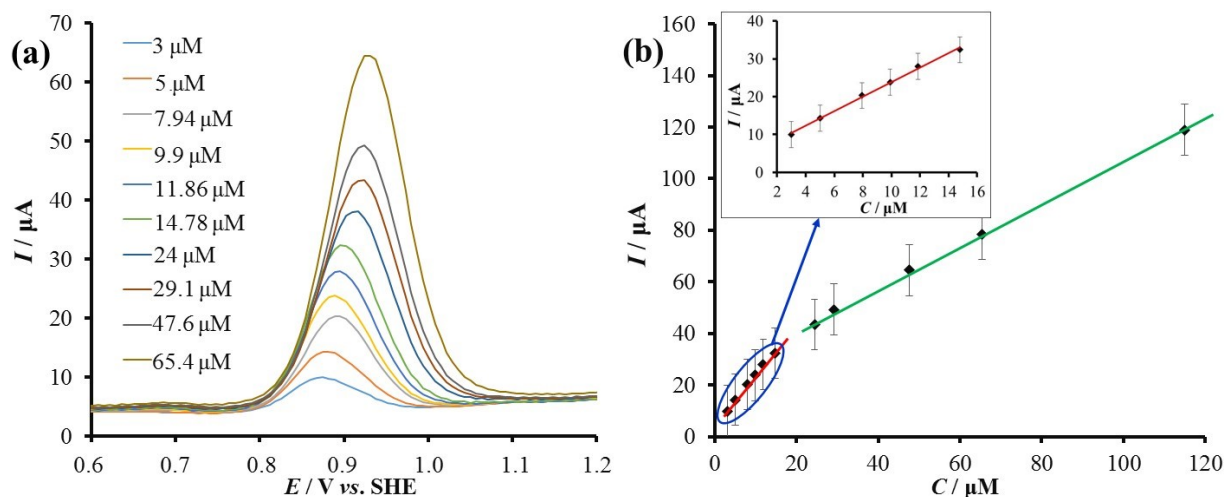 (a)
70
60
50
40
30
20
10
0
I / µA
3 µM
5 µM
7.94 µM
9.9 µM
11.86 µM
14.78 µM
24 µM
29.1 µM
47.6 µM
65.4 µM
0.6 0.7 0.8 0.9 1.0 1.1 1.2
E / V vs. SHE
(b)
160
140
120
100
80
60
40
20
0
I / µA
40
30
20
10
0
I / µA
2 4 6 8 10 12 14 16
C / µM
0 20 40 60 80 100 120
C / µM